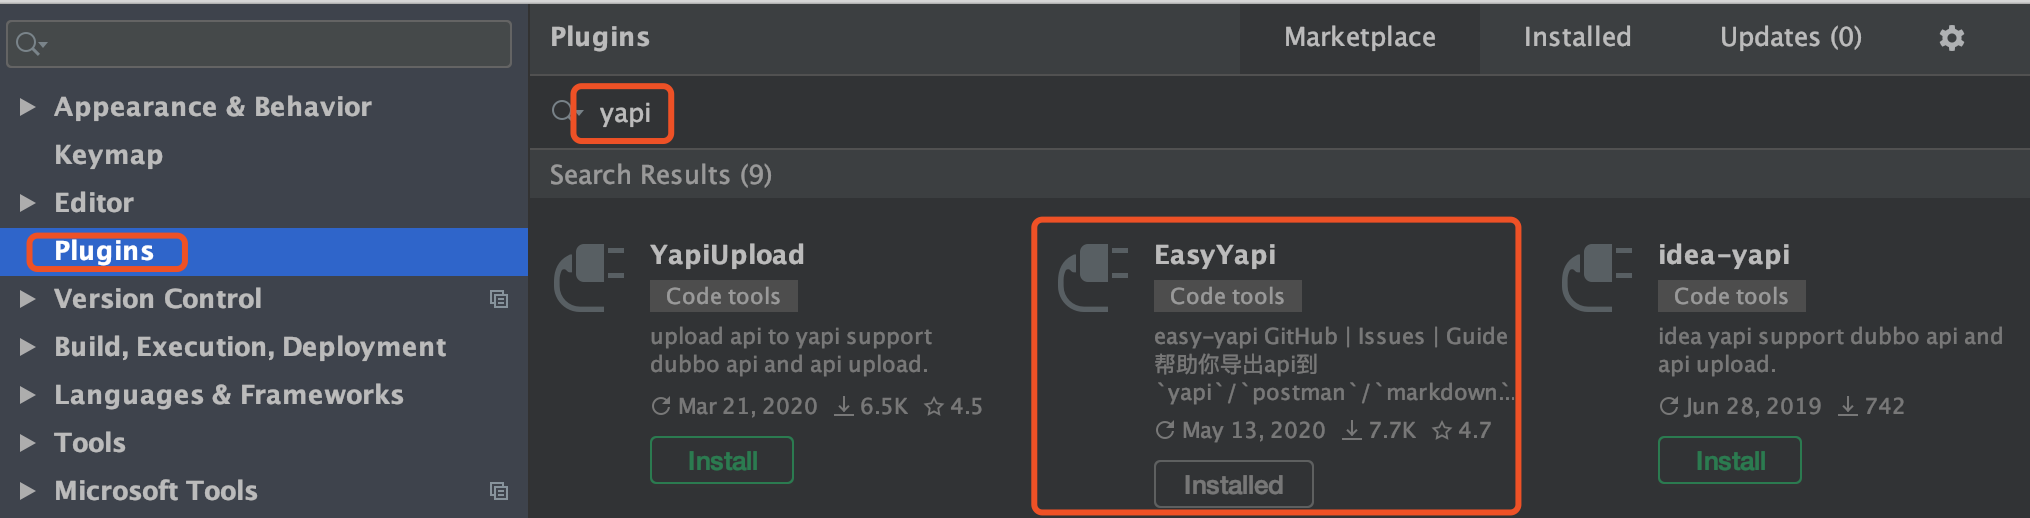 Appearance & Behavior
Keymap
Editor
Plugins
Version Control
Build, Execution, Deployment
Languages & Frameworks
Tools
Microsoft Tools
Plugins
Marketplace
Installed
Updates (0)
yapi
Search Results (9)
YapiUpload
Code tools
upload api to yapi support
dubbo api and api upload.
Mar 21, 2020 6.5K 4.5
Install
EasyYapi
Code tools
easy-yapi GitHub | Issues | Guide
帮助你导出api到
`yapi`/`postman`/`markdown`...
May 13, 2020 7.7K 4.7
Installed
idea-yapi
Code tools
idea yapi support dubbo api and
api upload.
Jun 28, 2019 742
Install